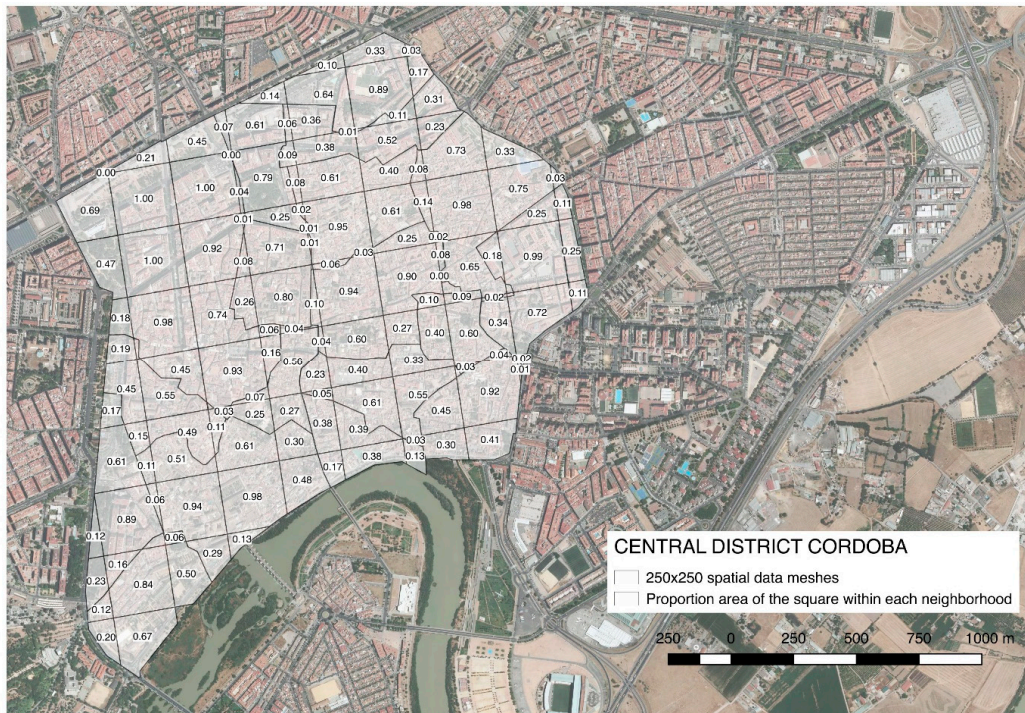 0.33 0.03
0.10 0.17
0.14 0.64 0.89
0.31
0.07 0.61 0.06 0.36 0.11
0.45 0.01 0.52 0.23
0.21 0.00 0.09 0.38 0.73 0.33
0.00 0.79 0.08 0.61 0.40 0.08 0.03
0.69 1.00 1.00 0.04 0.75
0.02 0.61 0.14 0.98 0.11
0.01 0.25 0.01 0.95 0.25
0.92 0.71 0.01 0.25 0.02
0.47 1.00 0.08 0.06 0.03 0.08 0.65 0.18 0.99 0.25
0.90 0.00
0.26 0.80 0.10 0.94 0.10 0.09 0.02 0.11
0.18 0.98 0.74 0.72
0.06 0.04 0.27 0.40 0.60 0.34
0.19 0.16 0.04 0.60
0.45 0.93 0.56 0.23 0.40 0.33 0.03 0.04 0.02
0.01
0.45 0.55 0.07 0.05 0.55 0.92
0.17 0.03 0.25 0.27 0.61 0.45
0.15 0.49 0.11 0.38 0.39
0.61 0.11 0.51 0.61 0.30 0.03 0.30 0.41
0.17 0.38 0.13
0.06 0.94 0.98 0.48
0.89
0.12 0.06 0.13
0.16 0.29
0.23 0.84 0.50
0.12
0.20 0.67
CENTRAL DISTRICT CORDOBA
250x250 spatial data meshes
Proportion area of the square within each neighborhood
250 0 250 500 750 1000 m